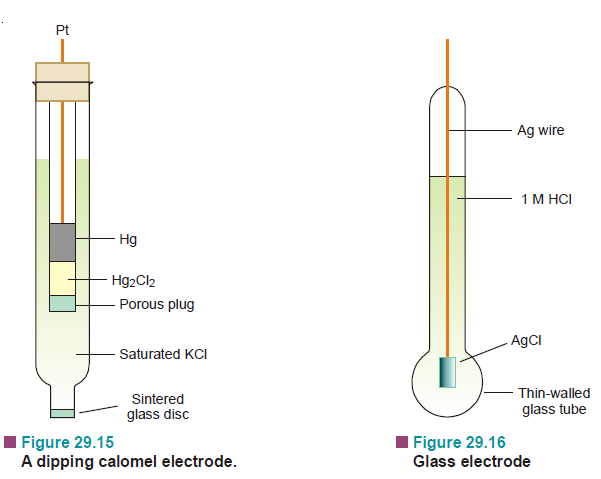 Pt
Hg
Hg2Cl2
Porous plug
Saturated KCl
Sintered
glass disc
Figure 29.15
A dipping calomel electrode.
Ag wire
1 M HCl
AgCl
Thin-walled
glass tube
Figure 29.16
Glass electrode